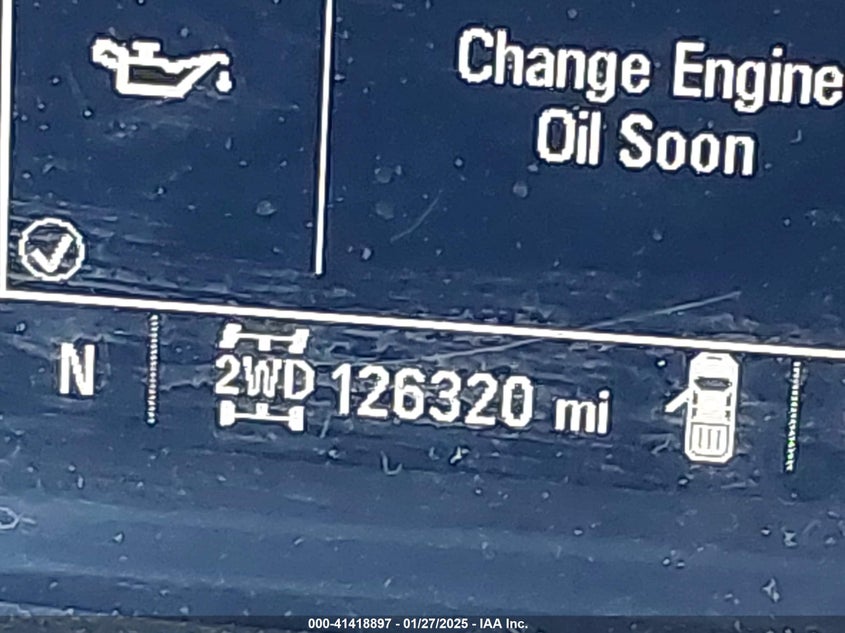 Change Engine
Oil Soon
N
2WD 126320 mi
000-41418897 - 01/27/2025 - IAA Inc.